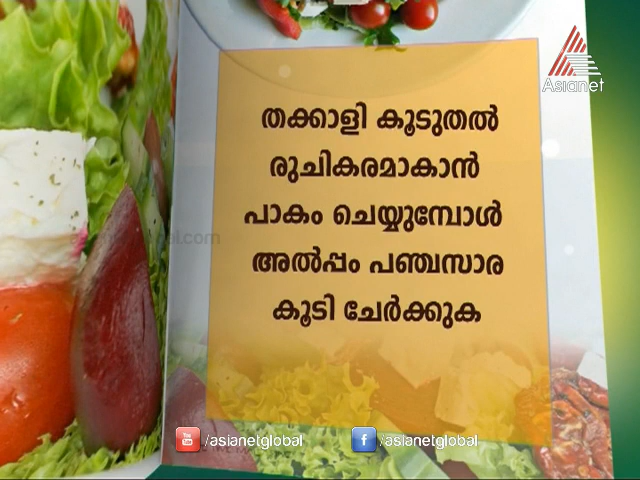 Asianet
തക്കാളി കൂടുതൽ
രുചികരമാകാൻ
പാകം ചെയ്യുമ്പോൾ
അൽപ്പം പഞ്ചസാര
കൂടി ചേർക്കുക
/asianetglobal /asianetglobal